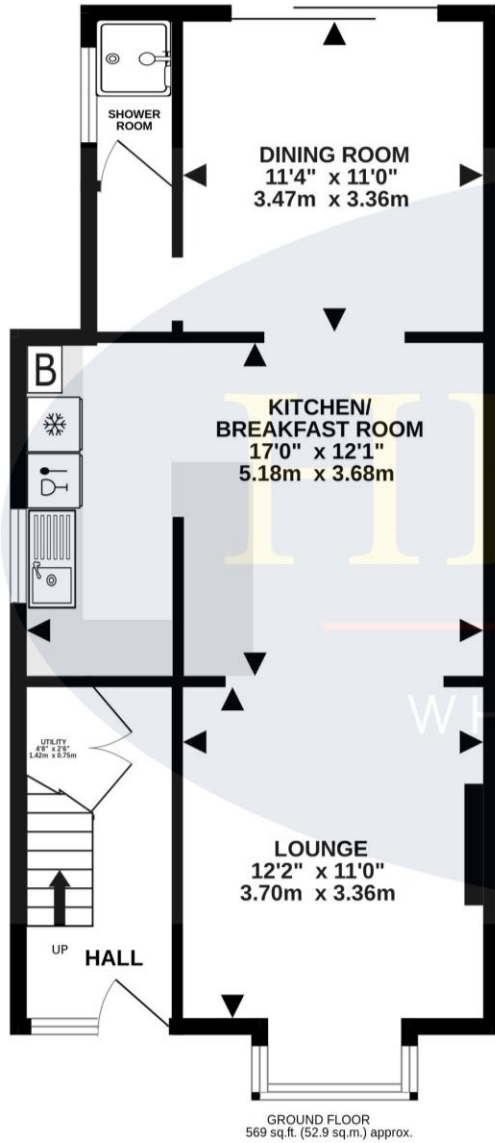 SHOWER
ROOM
DINING ROOM
11'4" x 11'0"
3.47m x 3.36m
B
KITCHEN/
BREAKFAST ROOM
17'0" x 12'1"
5.18m x 3.68m
WH
UTILITY
4'8" x 2'6"
1.42m x 0.75m
LOUNGE
12'2" x 11'0"
3.70m x 3.36m
UP
HALL
GROUND FLOOR
569 sq.ft. (52.9 sq.m.) approx.